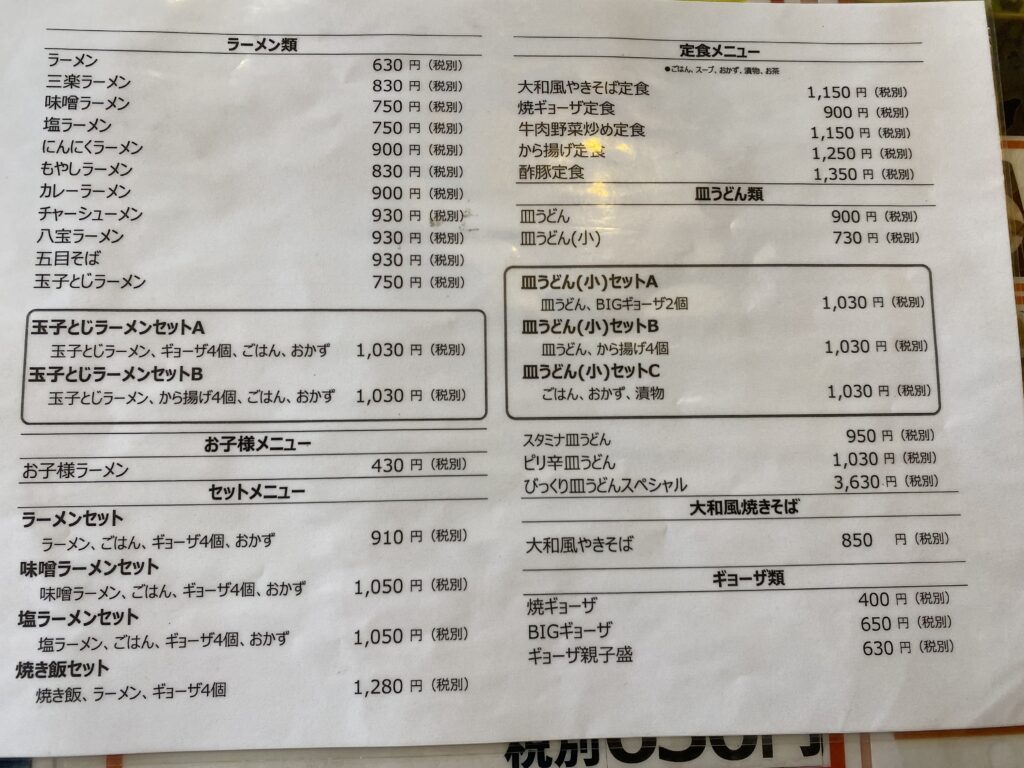 ラーメン類
ラーメン 630 円（税別）
三楽ラーメン 830 円（税別）
味噌ラーメン 750 円（税別）
塩ラーメン 750 円（税別）
にんにくラーメン 900 円（税別）
もやしラーメン 830 円（税別）
カレーラーメン 900 円（税別）
チャーシューメン 930 円（税別）
八宝ラーメン 930 円（税別）
五目そば 930 円（税別）
玉子とじラーメン 750 円（税別）
玉子とじラーメンセットA
玉子とじラーメン、ギョーザ4個、ごはん、おかず 1,030 円（税別）
玉子とじラーメンセットB
玉子とじラーメン、から揚げ4個、ごはん、おかず 1,030 円（税別）
お子様メニュー
お子様ラーメン 430 円（税別）
セットメニュー
ラーメンセット
ラーメン、ごはん、ギョーザ4個、おかず 910 円（税別）
味噌ラーメンセット
味噌ラーメン、ごはん、ギョーザ4個、おかず 1,050 円（税別）
塩ラーメンセット
塩ラーメン、ごはん、ギョーザ4個、おかず 1,050 円（税別）
焼き飯セット
焼き飯、ラーメン、ギョーザ4個 1,280 円（税別）
定食メニュー
●ごはん、スープ、おかず、漬物、お茶
大和風やきそば定食 1,150 円（税別）
焼ギョーザ定食 900 円（税別）
牛肉野菜炒め定食 1,150 円（税別）
から揚げ定食 1,250 円（税別）
酢豚定食 1,350 円（税別）
皿うどん類
皿うどん 900 円（税別）
皿うどん(小) 730 円（税別）
皿うどん(小)セットA
皿うどん、BIGギョーザ2個 1,030 円（税別）
皿うどん(小)セットB
皿うどん、から揚げ4個 1,030 円（税別）
皿うどん(小)セットC
ごはん、おかず、漬物 1,030 円（税別）
スタミナ皿うどん 950 円（税別）
ピリ辛皿うどん 1,030 円（税別）
びっくり皿うどんスペシャル 3,630 円（税別）
大和風焼きそば
大和風やきそば 850 円（税別）
ギョーザ類
焼ギョーザ 400 円（税別）
BIGギョーザ 650 円（税別）
ギョーザ親子盛 630 円（税別）
税別